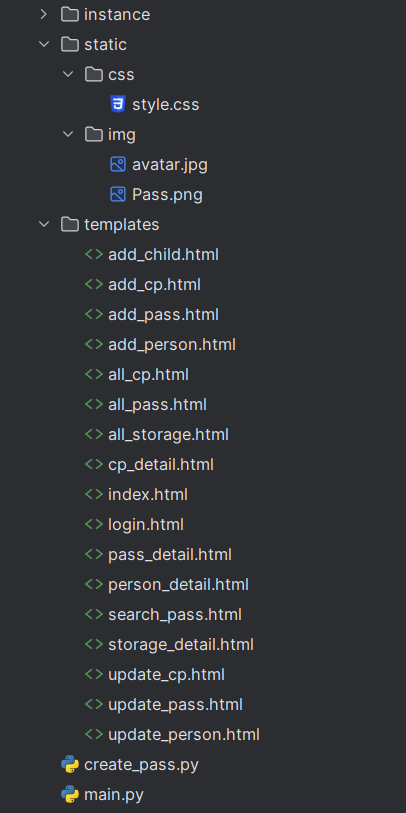 instance
static
css
style.css
img
avatar.jpg
Pass.png
templates
add_child.html
add_cp.html
add_pass.html
add_person.html
all_cp.html
all_pass.html
all_storage.html
cp_detail.html
index.html
login.html
pass_detail.html
person_detail.html
search_pass.html
storage_detail.html
update_cp.html
update_pass.html
update_person.html
create_pass.py
main.py